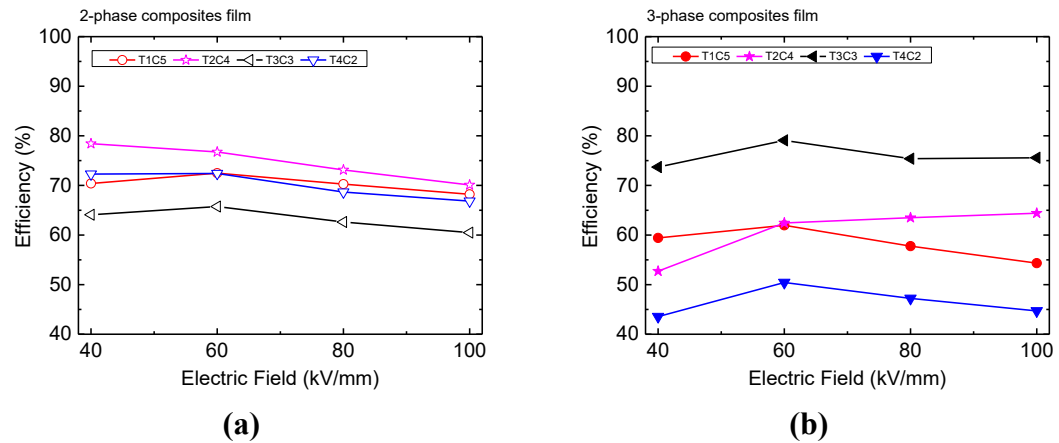 2-phase composites film
100
90
80
70
60
50
40
Efficiency (%)
T1C5 T2C4 T3C3 T4C2
40 60 80 100
Electric Field (kV/mm)
(a)
3-phase composites film
100
90
80
70
60
50
40
Efficiency (%)
T1C5 T2C4 T3C3 T4C2
40 60 80 100
Electric Field (kV/mm)
(b)